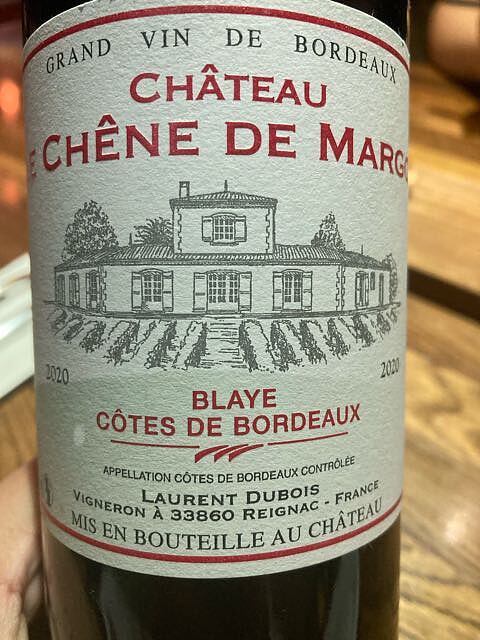 GRAND VIN DE BORDEAUX
CHÂTEAU
CHÊNE DE
2020 2020
BLAYE
CÔTES DE BORDEAUX
APPELLATION CÔTES DE BORDEAUX CONTRÔLÉE
LAURENT DUBOIS
VIGNERON À 33860 REIGNAC - FRANCE
MIS EN BOUTEILLE AU CHÂTEAU